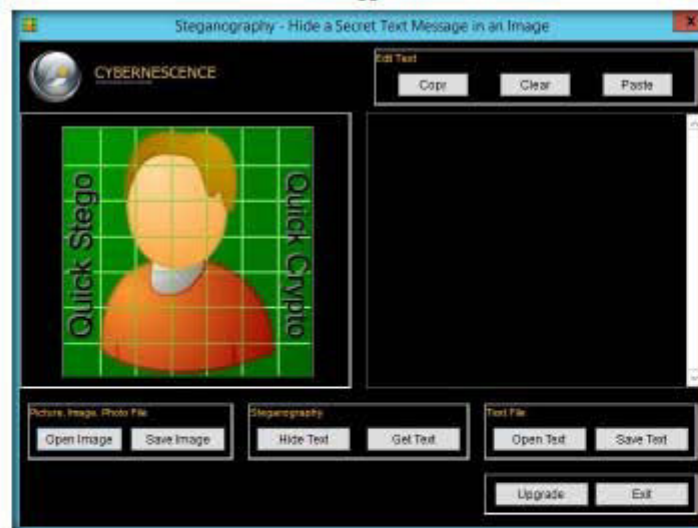 Steganography - Hide a Secret Text Message in an Image
x
CYBERNESCENCE
Edit Text
Copy
Clear
Paste
Quick Stego
Quick Crypto
Picture, Image, Photo File
Open Image
Save Image
Steganography
Hide Text
Get Text
Text File
Open Text
Save Text
Upgrade
Exit